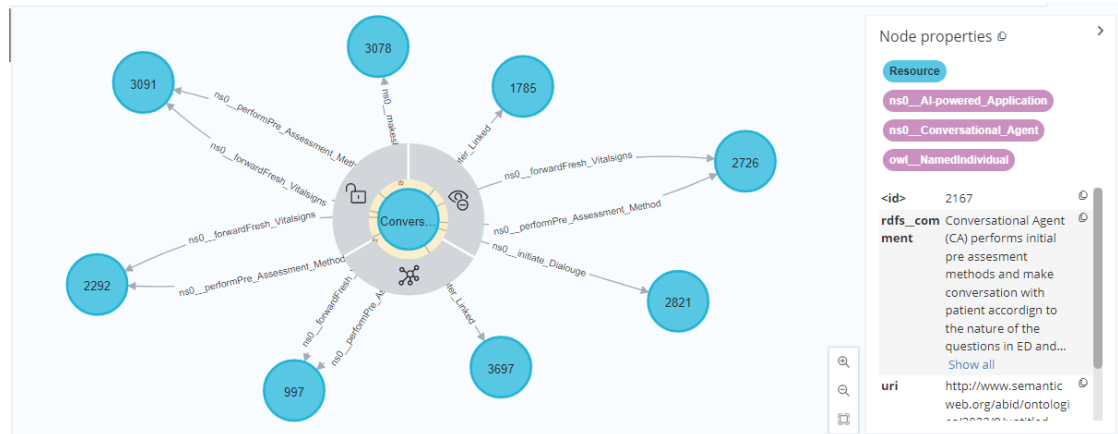 3078
3091
1785
2726
2292
2821
997
3697
Convers...
ns0__performPre_Assessment_Meth
ns0__forwardFresh_Vitalsigns
ns0__makes
ter_Linked
ns0__forwardFresh_Vitalsigns
ns0__performPre_Assessment_Method
ns0__initiate_Dialouge
ns0__forwardFresh_Vitalsigns
ns0__performPre_Assessment_Method
ns0__forwardFresh_
ns0__performPre_As
ter_Linked
Node properties
Resource
ns0__AI-powered_Application
ns0__Conversational_Agent
owl__NamedIndividual
<id> 2167
rdfs__com Conversational Agent
ment (CA) performs initial
pre assesment
methods and make
conversation with
patient accordign to
the nature of the
questions in ED and...
Show all
uri http://www.semantic
web.org/abid/ontologi